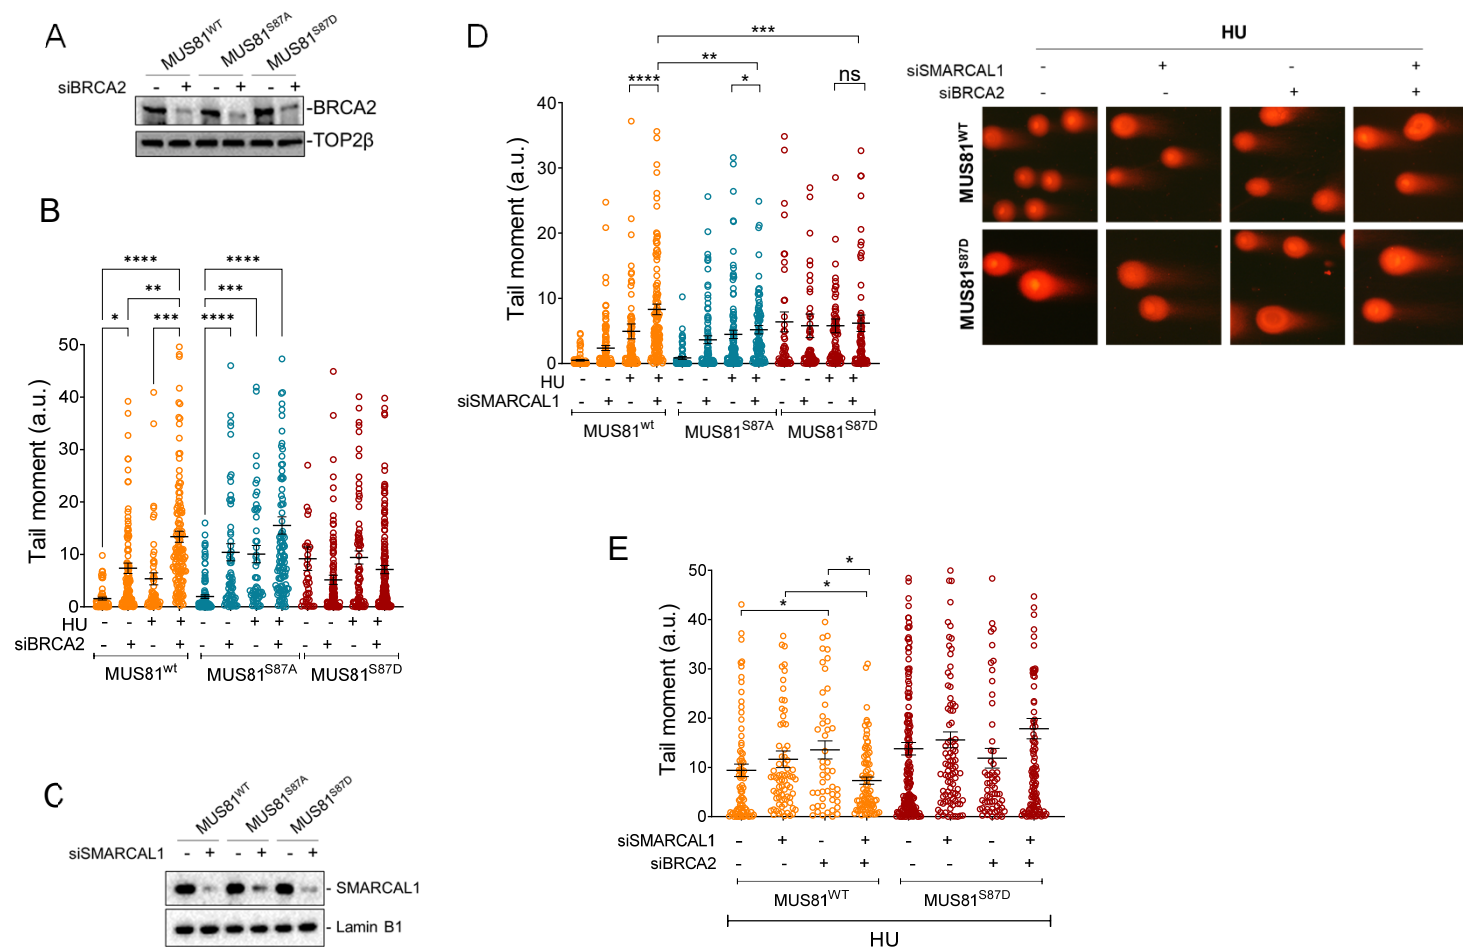 A
MUS81WT
MUS81S87A
MUS81S87D
siBRCA2 - + - + - +
-BRCA2
-TOP2β
B
**** ****
** ***
* *** ****
Tail moment (a.u.)
50
40
30
20
10
0
HU - - + + - - + + - - + +
siBRCA2 - + - + - + - + - + - +
MUS81wt MUS81S87A MUS81S87D
C
MUS81WT
MUS81S87A
MUS81S87D
siSMARCAL1 - + - + - +
- SMARCAL1
- Lamin B1
D
***
**
**** * ns
Tail moment (a.u.)
40
30
20
10
0
HU - - + + - - + + - - + +
siSMARCAL1 - + - + - + - + - + - +
MUS81wt MUS81S87A MUS81S87D
HU
siSMARCAL1 - + - +
siBRCA2 - - + +
MUS81WT
MUS81S87D
E
*
*
*
Tail moment (a.u.)
50
40
30
20
10
0
siSMARCAL1 - + - + - + - +
siBRCA2 - - + + - - + +
MUS81WT MUS81S87D
HU